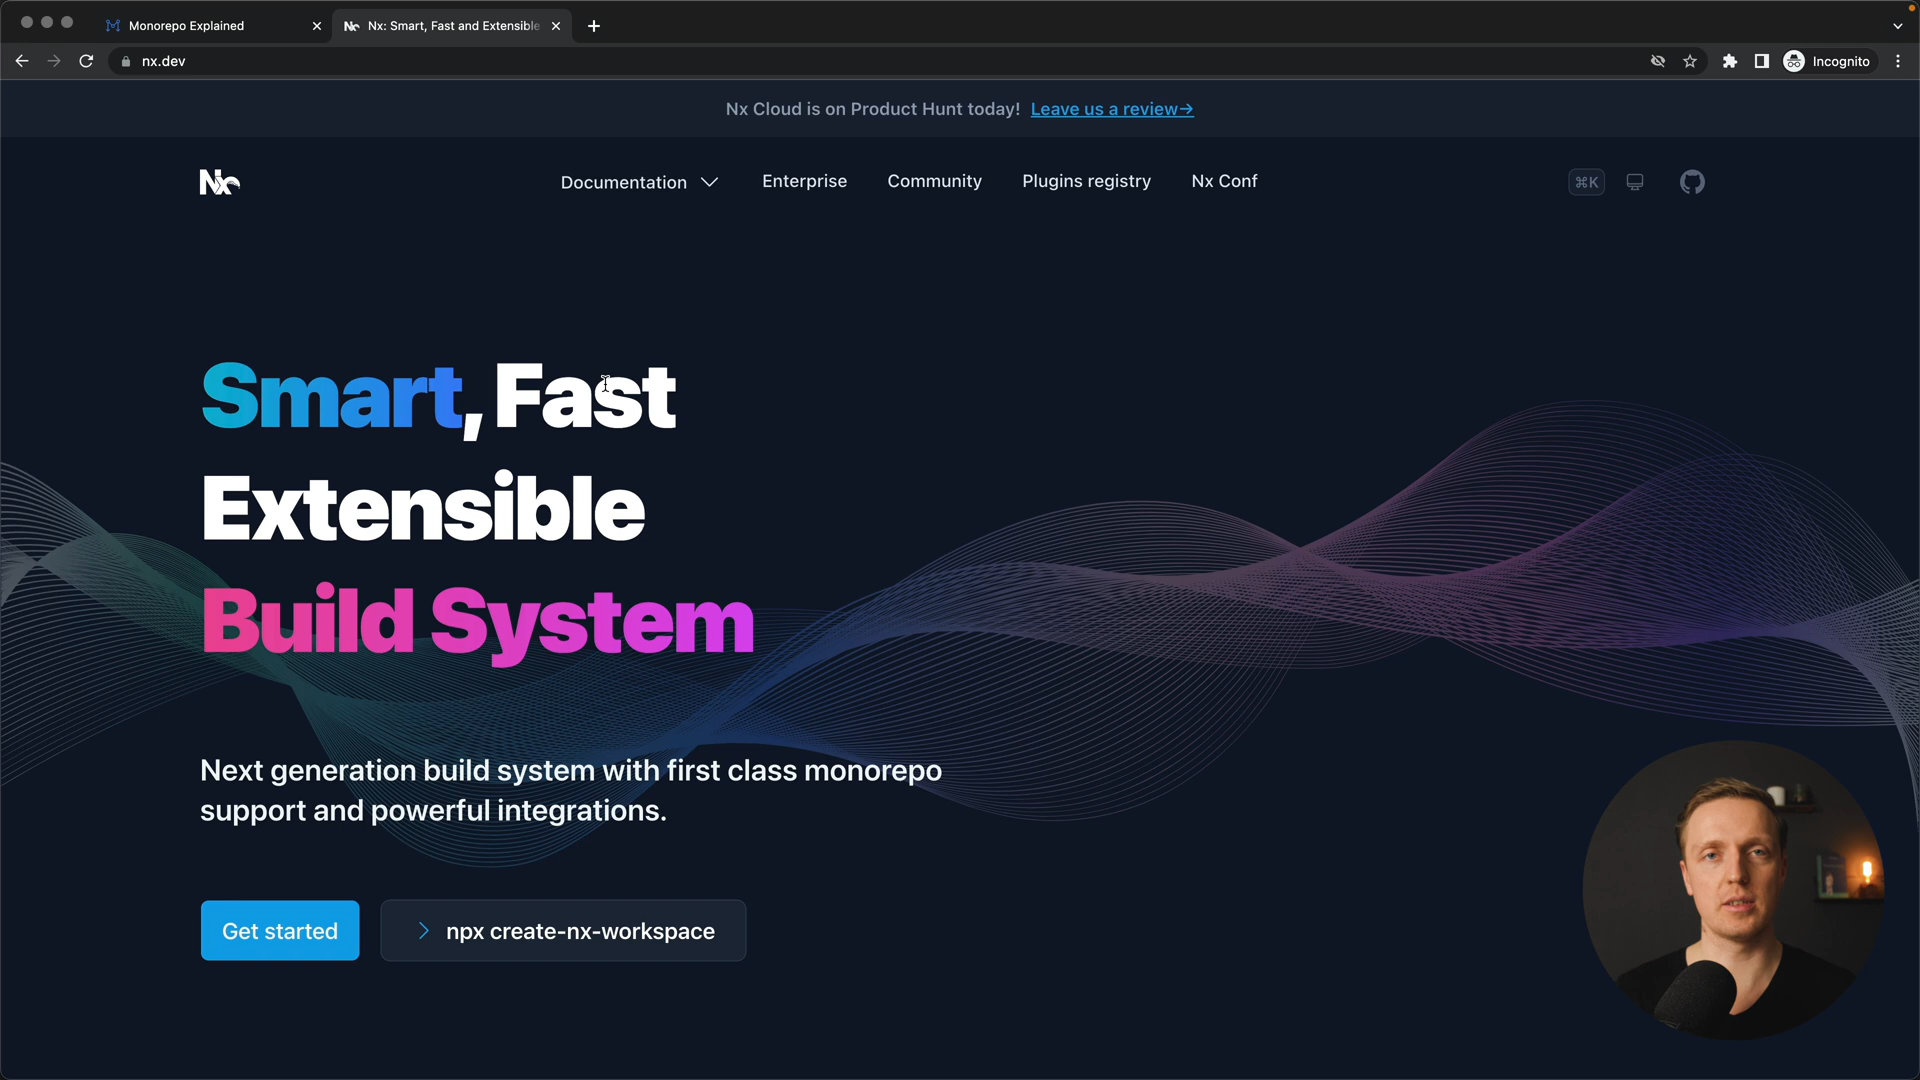 Monorepo Explained
Nx: Smart, Fast and Extensible
nx.dev
Incognito
Nx Cloud is on Product Hunt today! Leave us a review→
Nx
Documentation
Enterprise
Community
Plugins registry
Nx Conf
⌘K
Smart, Fast
Extensible
Build System
Next generation build system with first class monorepo
support and powerful integrations.
Get started
npx create-nx-workspace